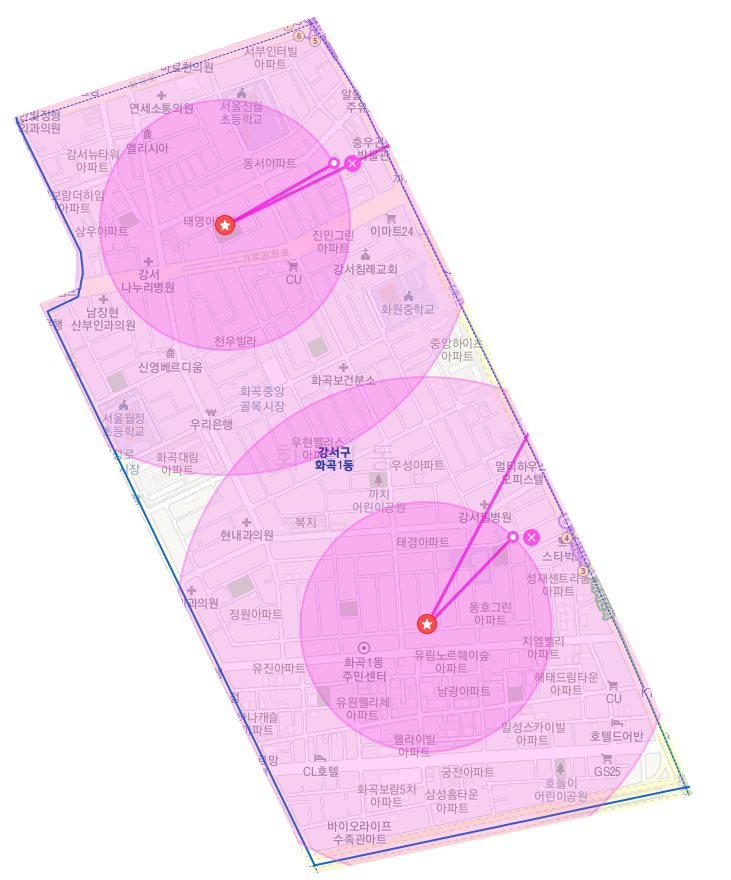 6
5
서부인터빌
아파트
연세소통의원
서울신월
초등학교
외과의원
엘리시아
강서뉴타워
아파트
동서아파트
보람더하임
아파트
삼우아파트
진민그린
아파트
이마트24
강서침례교회
강서
나누리병원
CU
남장현
산부인과의원
화원중학교
천우빌라
중앙하이츠
아파트
신영베르디움
화곡보건분소
화곡중앙
골목시장
서울월정
초등학교
우리은행
우현펠리스
강서구
화곡1동
화곡대림
아파트
시장
우성아파트
멀티하우스
오피스텔
까치
어린이공원
복지
강서필병원
현내과의원
태경아파트
4
스타벅
3
성재센트리움
아파트
정원아파트
동호그린
아파트
지엠벨리
아파트
화곡1동
주민센터
유림노르웨이숲
아파트
유진아파트
남광아파트
해태드림타운
아파트
CU
유원펠리체
아파트
일성스카이빌
아파트
호텔드어반
웰라이빌
아파트
CL호텔
궁전아파트
GS25
화곡보람5차
아파트
삼성홈타운
아파트
호돌이
어린이공원
바이오라이프
수족관마트